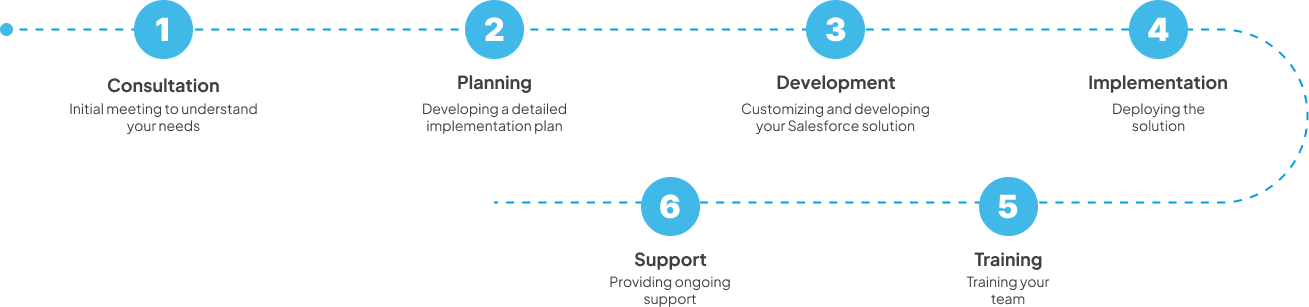 1
Consultation
Initial meeting to understand
your needs
2
Planning
Developing a detailed
implementation plan
3
Development
Customizing and developing
your Salesforce solution
4
Implementation
Deploying the
solution
5
Training
Training your
team
6
Support
Providing ongoing
support